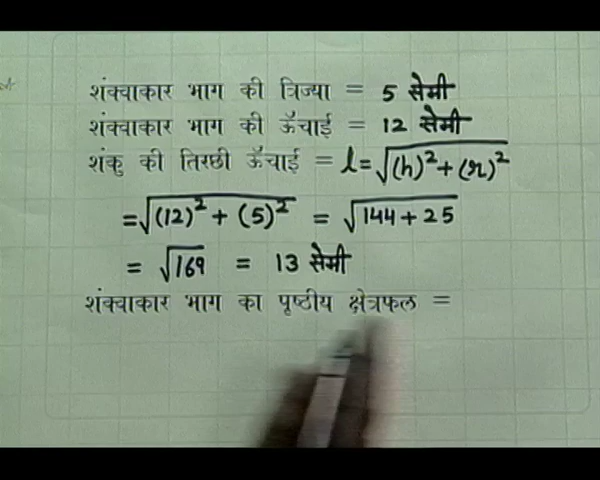 शंक्वाकार भाग की त्रिज्या = 5 सेमी
शंक्वाकार भाग की ऊँचाई = 12 सेमी
शंकु की तिरछी ऊँचाई = l = √(h)² + (r)²
= √(12)² + (5)² = √144 + 25
= √169 = 13 सेमी
शंक्वाकार भाग का पृष्ठीय क्षेत्रफल =